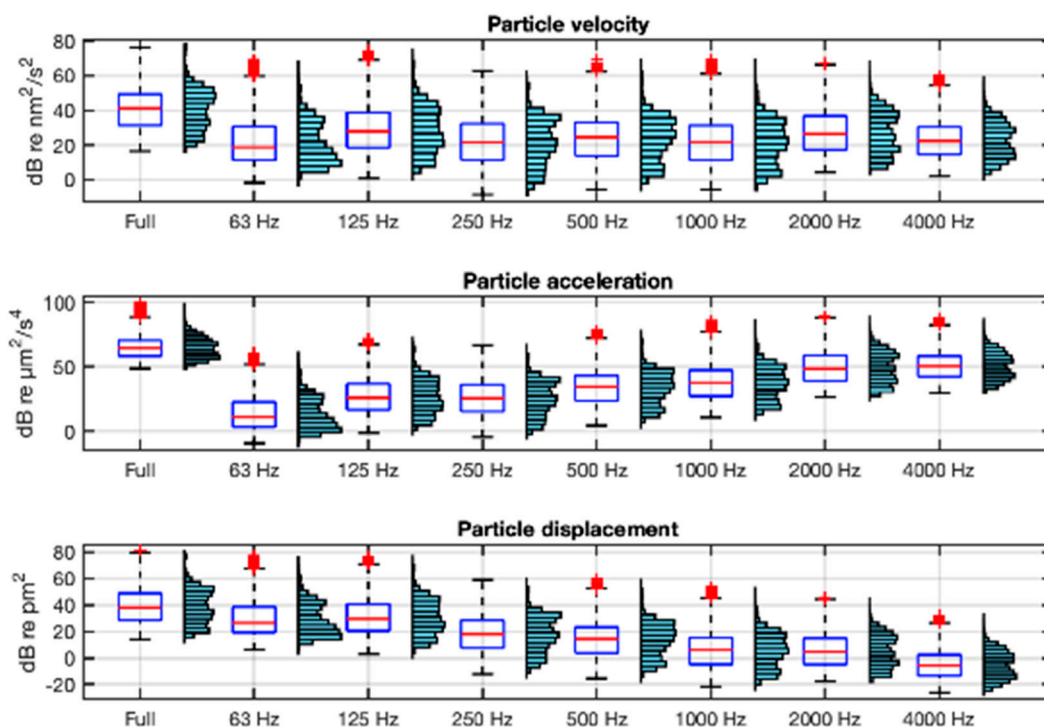 Particle velocity
dB re nm²/s²
80
60
40
20
0
Full 63 Hz 125 Hz 250 Hz 500 Hz 1000 Hz 2000 Hz 4000 Hz
Particle acceleration
dB re µm²/s⁴
100
50
0
Full 63 Hz 125 Hz 250 Hz 500 Hz 1000 Hz 2000 Hz 4000 Hz
Particle displacement
dB re pm²
80
60
40
20
0
-20
Full 63 Hz 125 Hz 250 Hz 500 Hz 1000 Hz 2000 Hz 4000 Hz